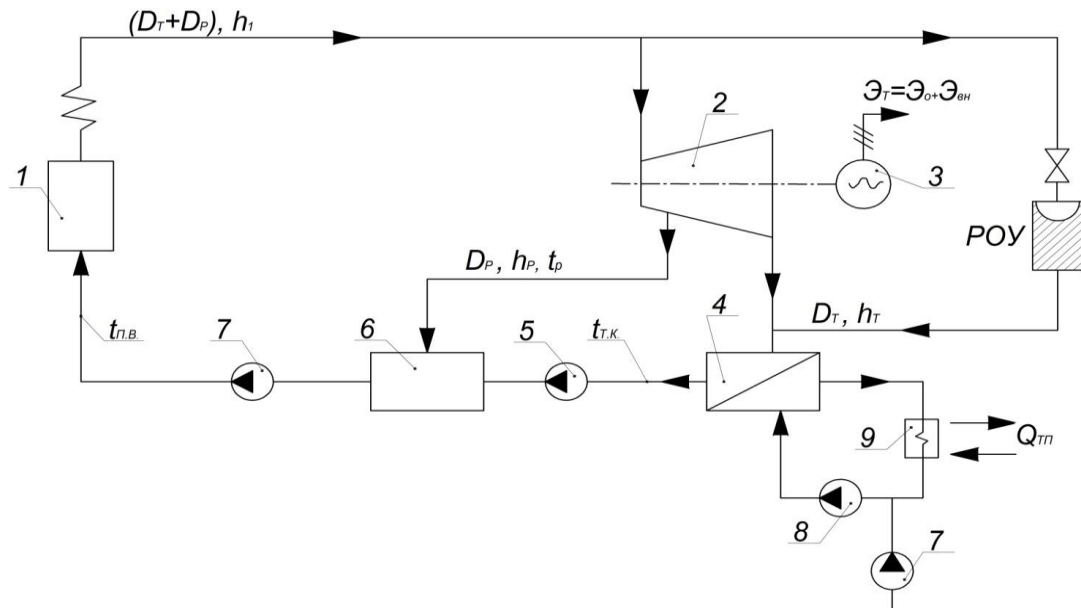 (Dт+Dр), h₁
Эт=Эо+Эвн
2
1
3
РОУ
Dр, hр, tр
4
Dт, hт
tп.в.
7
6
5
tт.к.
9
Qтп
8
7